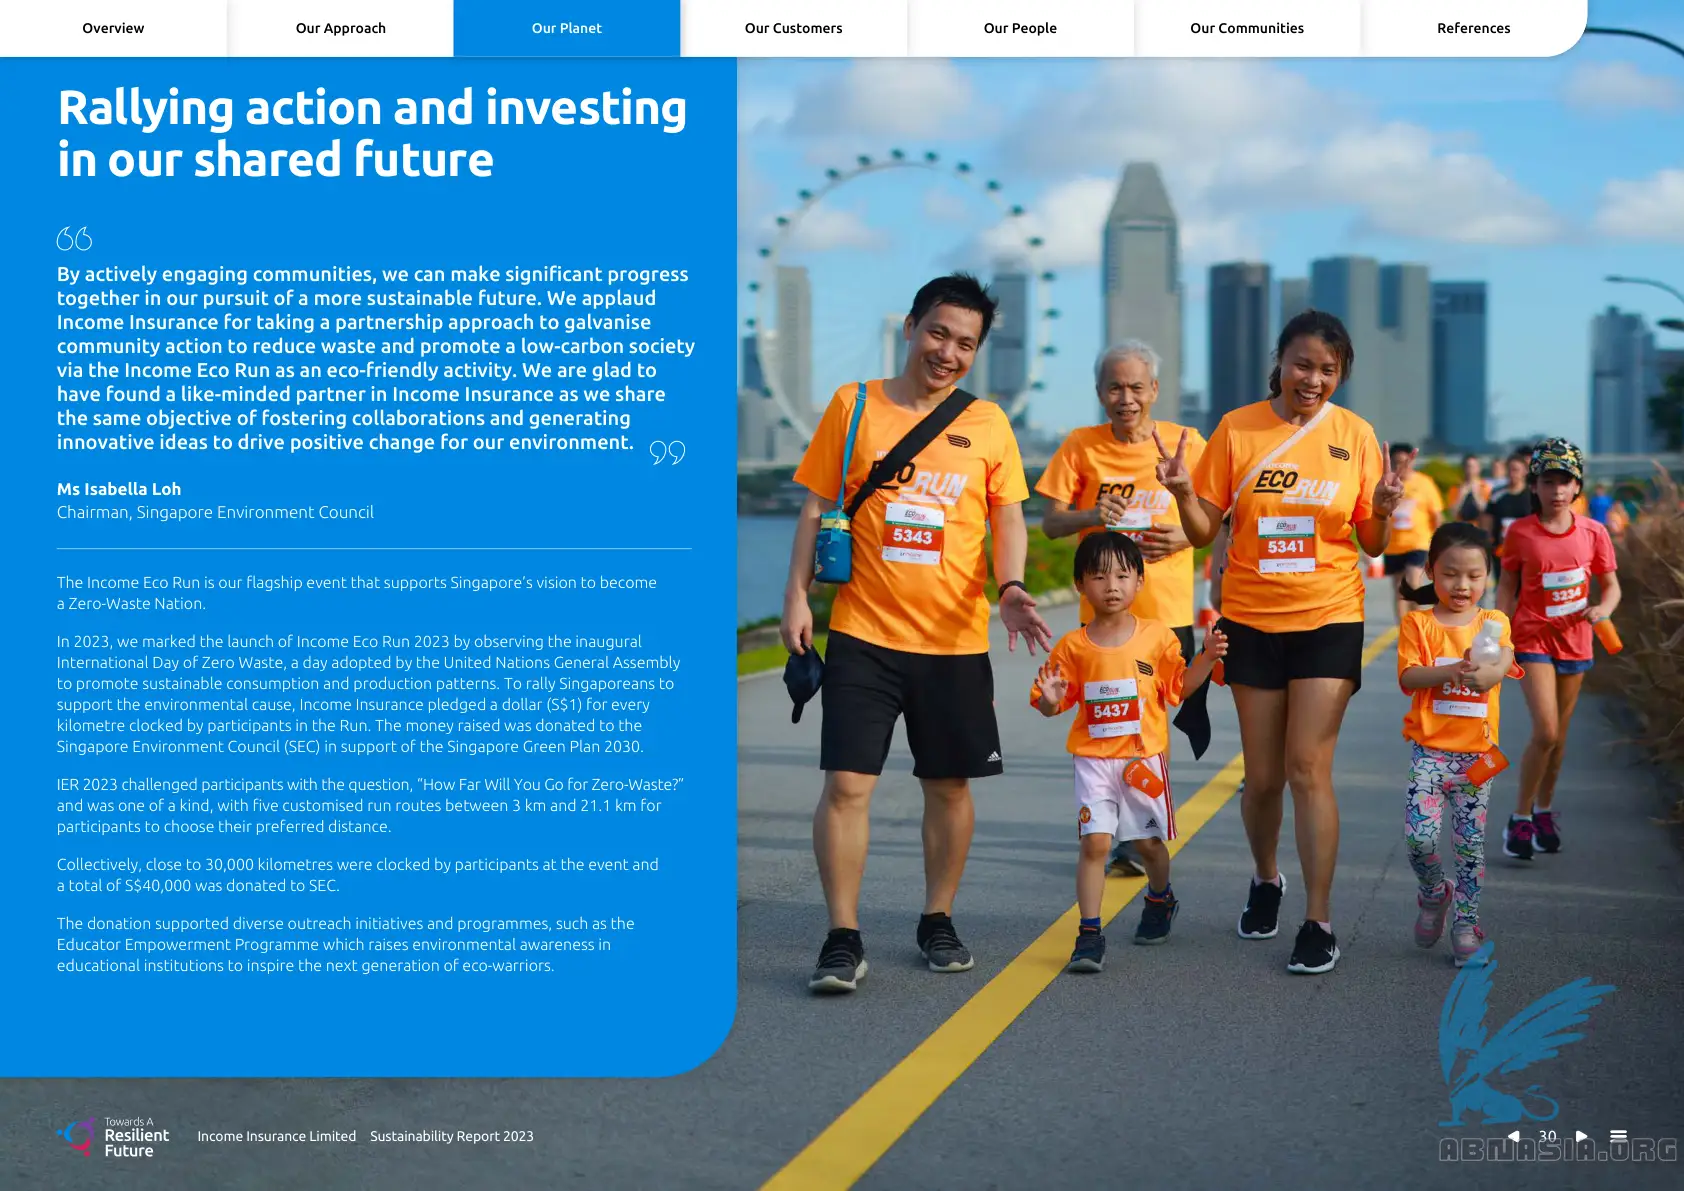 Overview
Our Approach
Our Planet
Our Customers
Our People
Our Communities
References
Rallying action and investing
in our shared future
By actively engaging communities, we can make significant progress
together in our pursuit of a more sustainable future. We applaud
Income Insurance for taking a partnership approach to galvanise
community action to reduce waste and promote a low-carbon society
via the Income Eco Run as an eco-friendly activity. We are glad to
have found a like-minded partner in Income Insurance as we share
the same objective of fostering collaborations and generating
innovative ideas to drive positive change for our environment.
Ms Isabella Loh
Chairman, Singapore Environment Council
The Income Eco Run is our flagship event that supports Singapore’s vision to become
a Zero-Waste Nation.
In 2023, we marked the launch of Income Eco Run 2023 by observing the inaugural
International Day of Zero Waste, a day adopted by the United Nations General Assembly
to promote sustainable consumption and production patterns. To rally Singaporeans to
support the environmental cause, Income Insurance pledged a dollar (S$1) for every
kilometre clocked by participants in the Run. The money raised was donated to the
Singapore Environment Council (SEC) in support of the Singapore Green Plan 2030.
IER 2023 challenged participants with the question, “How Far Will You Go for Zero-Waste?”
and was one of a kind, with five customised run routes between 3 km and 21.1 km for
participants to choose their preferred distance.
Collectively, close to 30,000 kilometres were clocked by participants at the event and
a total of S$40,000 was donated to SEC.
The donation supported diverse outreach initiatives and programmes, such as the
Educator Empowerment Programme which raises environmental awareness in
educational institutions to inspire the next generation of eco-warriors.
ECO RUN
5343
ECO
ECO RUN
5341
5437
5432
3234
Towards A
Resilient
Future
Income Insurance Limited
Sustainability Report 2023
30
ABNASIA.ORG